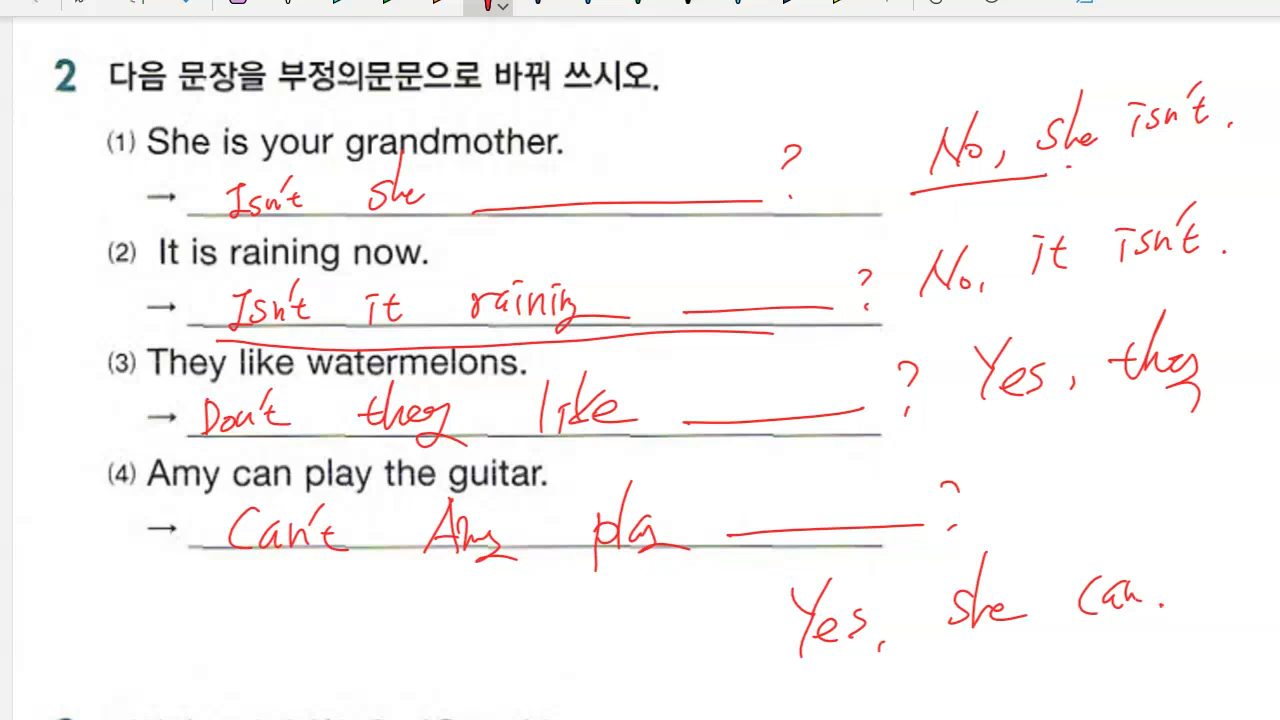 2 다음 문장을 부정의문문으로 바꿔 쓰시오.
(1) She is your grandmother.
→ Isn't she ? No, she isn't.
(2) It is raining now.
→ Isn't it raining ? No, it isn't.
(3) They like watermelons.
→ Don't they like ? Yes, they
(4) Amy can play the guitar.
→ Can't Amy play ?
Yes, she can.